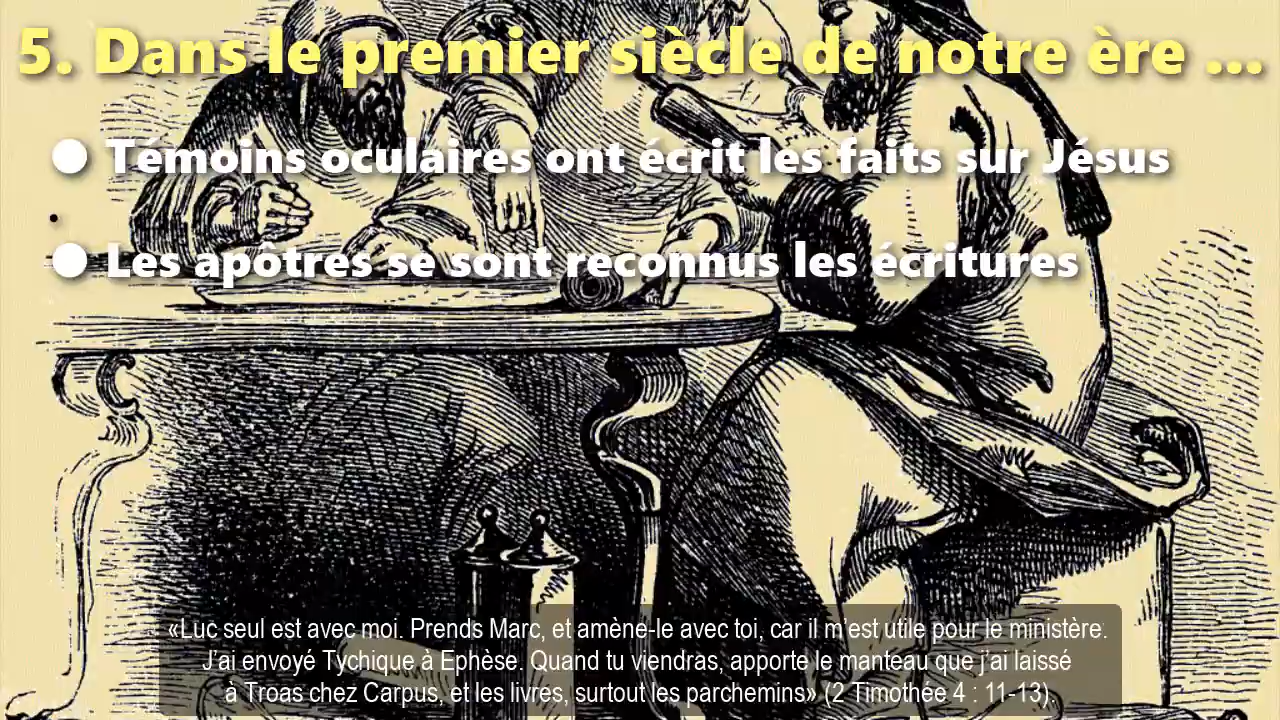 5. Dans le premier siècle de notre ère ...
● Témoins oculaires ont écrit les faits sur Jésus
● Les apôtres se sont reconnus les écritures
«Luc seul est avec moi. Prends Marc, et amène-le avec toi, car il m'est utile pour le ministère.
J'ai envoyé Tychique à Ephèse. Quand tu viendras, apporte le manteau que j'ai laissé
à Troas chez Carpus, et les livres, surtout les parchemins» (2 Timothée 4 : 11-13).